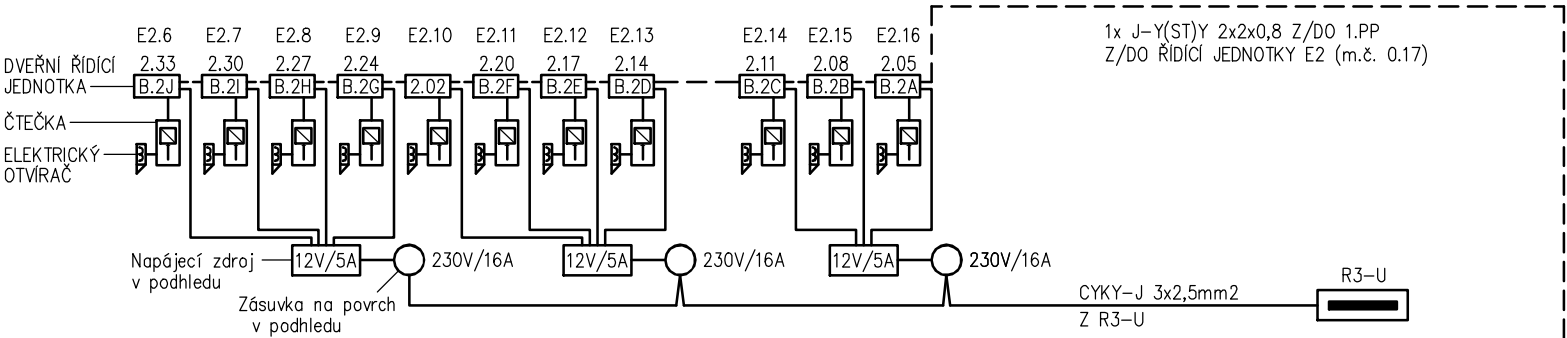 E2.6 E2.7 E2.8 E2.9 E2.10 E2.11 E2.12 E2.13 E2.14 E2.15 E2.16
1x J-Y(ST)Y 2x2x0,8 Z/DO 1.PP
Z/DO ŘÍDÍCÍ JEDNOTKY E2 (m.č. 0.17)
DVEŘNÍ ŘÍDÍCÍ
JEDNOTKA
2.33 2.30 2.27 2.24 2.20 2.17 2.14 2.11 2.08 2.05
B.2J B.2I B.2H B.2G 2.02 B.2F B.2E B.2D B.2C B.2B B.2A
ČTEČKA
ELEKTRICKÝ
OTVÍRAČ
Napájecí zdroj
v podhledu
12V/5A 230V/16A 12V/5A 230V/16A 12V/5A 230V/16A
Zásuvka na povrch
v podhledu
CYKY-J 3x2,5mm2
Z R3-U
R3-U